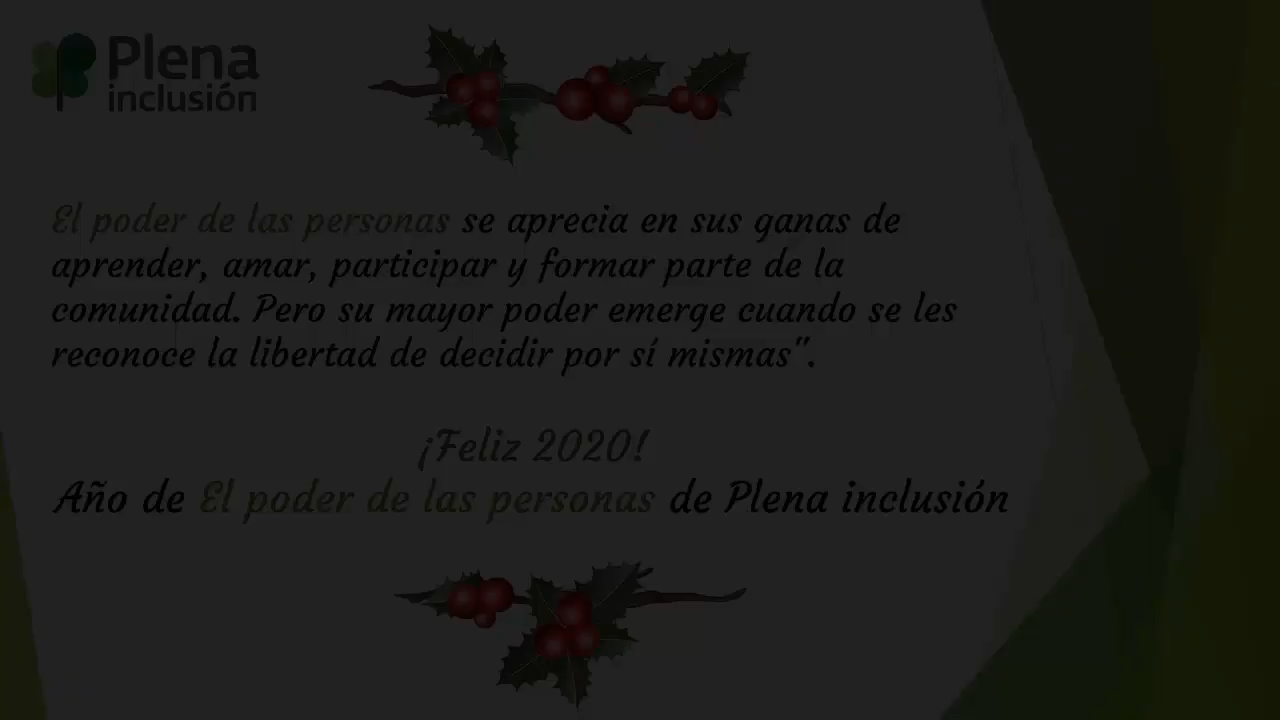 Plena
inclusión
El poder de las personas se aprecia en sus ganas de
aprender, amar, participar y formar parte de la
comunidad. Pero su mayor poder emerge cuando se les
reconoce la libertad de decidir por sí mismas".
¡Feliz 2020!
Año de El poder de las personas de Plena inclusión